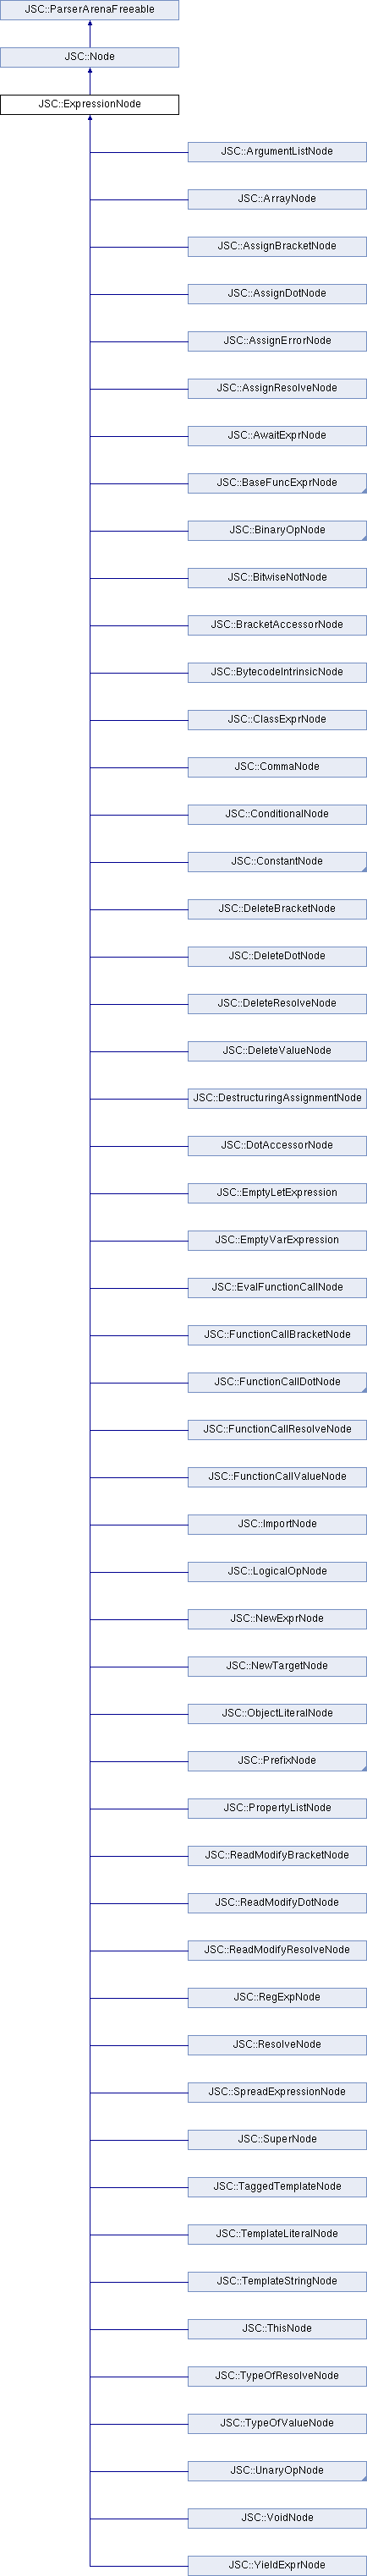 JSC::ParserArenaFreeable
JSC::Node
JSC::ExpressionNode
JSC::ArgumentListNode
JSC::ArrayNode
JSC::AssignBracketNode
JSC::AssignDotNode
JSC::AssignErrorNode
JSC::AssignResolveNode
JSC::AwaitExprNode
JSC::BaseFuncExprNode
JSC::BinaryOpNode
JSC::BitwiseNotNode
JSC::BracketAccessorNode
JSC::BytecodeIntrinsicNode
JSC::ClassExprNode
JSC::CommaNode
JSC::ConditionalNode
JSC::ConstantNode
JSC::DeleteBracketNode
JSC::DeleteDotNode
JSC::DeleteResolveNode
JSC::DeleteValueNode
JSC::DestructuringAssignmentNode
JSC::DotAccessorNode
JSC::EmptyLetExpression
JSC::EmptyVarExpression
JSC::EvalFunctionCallNode
JSC::FunctionCallBracketNode
JSC::FunctionCallDotNode
JSC::FunctionCallResolveNode
JSC::FunctionCallValueNode
JSC::ImportNode
JSC::LogicalOpNode
JSC::NewExprNode
JSC::NewTargetNode
JSC::ObjectLiteralNode
JSC::PrefixNode
JSC::PropertyListNode
JSC::ReadModifyBracketNode
JSC::ReadModifyDotNode
JSC::ReadModifyResolveNode
JSC::RegExpNode
JSC::ResolveNode
JSC::SpreadExpressionNode
JSC::SuperNode
JSC::TaggedTemplateNode
JSC::TemplateLiteralNode
JSC::TemplateStringNode
JSC::ThisNode
JSC::TypeOfResolveNode
JSC::TypeOfValueNode
JSC::UnaryOpNode
JSC::VoidNode
JSC::YieldExprNode